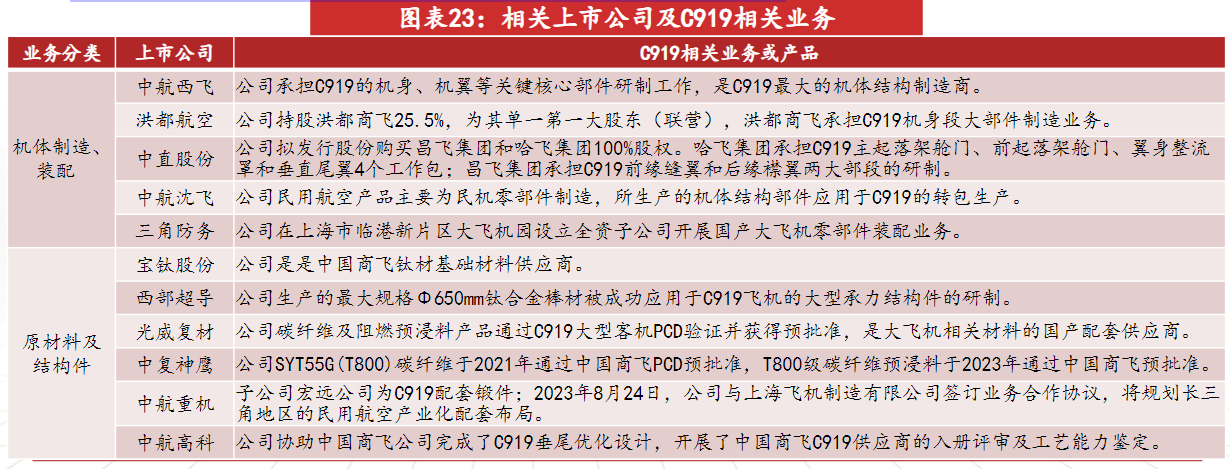 图表23：相关上市公司及C919相关业务
业务分类 上市公司 C919相关业务或产品
机体制造、
装配
中航西飞 公司承担C919的机身、机翼等关键核心部件研制工作，是C919最大的机体结构制造商。
洪都航空 公司持股洪都商飞25.5%，为其单一第一大股东（联营），洪都商飞承担C919机身段大部件制造业务。
中直股份 公司拟发行股份购买昌飞集团和哈飞集团100%股权。哈飞集团承担C919主起落架舱门、前起落架舱门、翼身整流
罩和垂直尾翼4个工作包；昌飞集团承担C919前缘缝翼和后缘襟翼两大部段的研制。
中航沈飞 公司民用航空产品主要为民机零部件制造，所生产的机体结构部件应用于C919的转包生产。
三角防务 公司在上海市临港新片区大飞机园设立全资子公司开展国产大飞机零部件装配业务。
原材料及
结构件
宝钛股份 公司是是中国商飞钛材基础材料供应商。
西部超导 公司生产的最大规格Φ650mm钛合金棒材被成功应用于C919飞机的大型承力结构件的研制。
光威复材 公司碳纤维及阻燃预浸料产品通过C919大型客机PCD验证并获得预批准，是大飞机相关材料的国产配套供应商。
中复神鹰 公司SYT55G(T800)碳纤维于2021年通过中国商飞PCD预批准，T800级碳纤维预浸料于2023年通过中国商飞预批准。
中航重机 子公司宏远公司为C919配套锻件；2023年8月24日，公司与上海飞机制造有限公司签订业务合作协议，将规划长三
角地区的民用航空产业化配套布局。
中航高科 公司协助中国商飞公司完成了C919垂尾优化设计，开展了中国商飞C919供应商的入册评审及工艺能力鉴定。